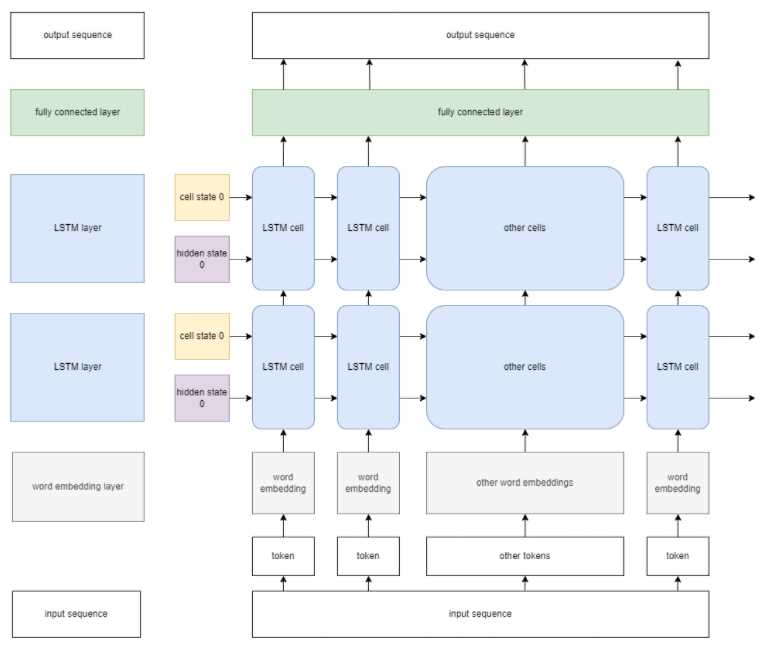 output sequence
output sequence
fully connected layer
fully connected layer
LSTM layer
cell state 0
hidden state
0
LSTM cell
LSTM cell
other cells
LSTM cell
LSTM layer
cell state 0
hidden state
0
LSTM cell
LSTM cell
other cells
LSTM cell
word embedding layer
word
embedding
word
embedding
other word embeddings
word
embedding
token
token
other tokens
token
input sequence
input sequence